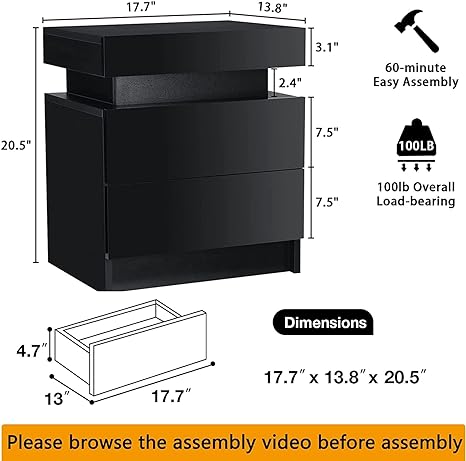 17.7"
13.8"
3.1"
2.4"
20.5"
7.5"
7.5"
60-minute
Easy Assembly
100LB
100lb Overall
Load-bearing
4.7"
13"
17.7"
Dimensions
17.7" x 13.8" x 20.5"
Please browse the assembly video before assembly